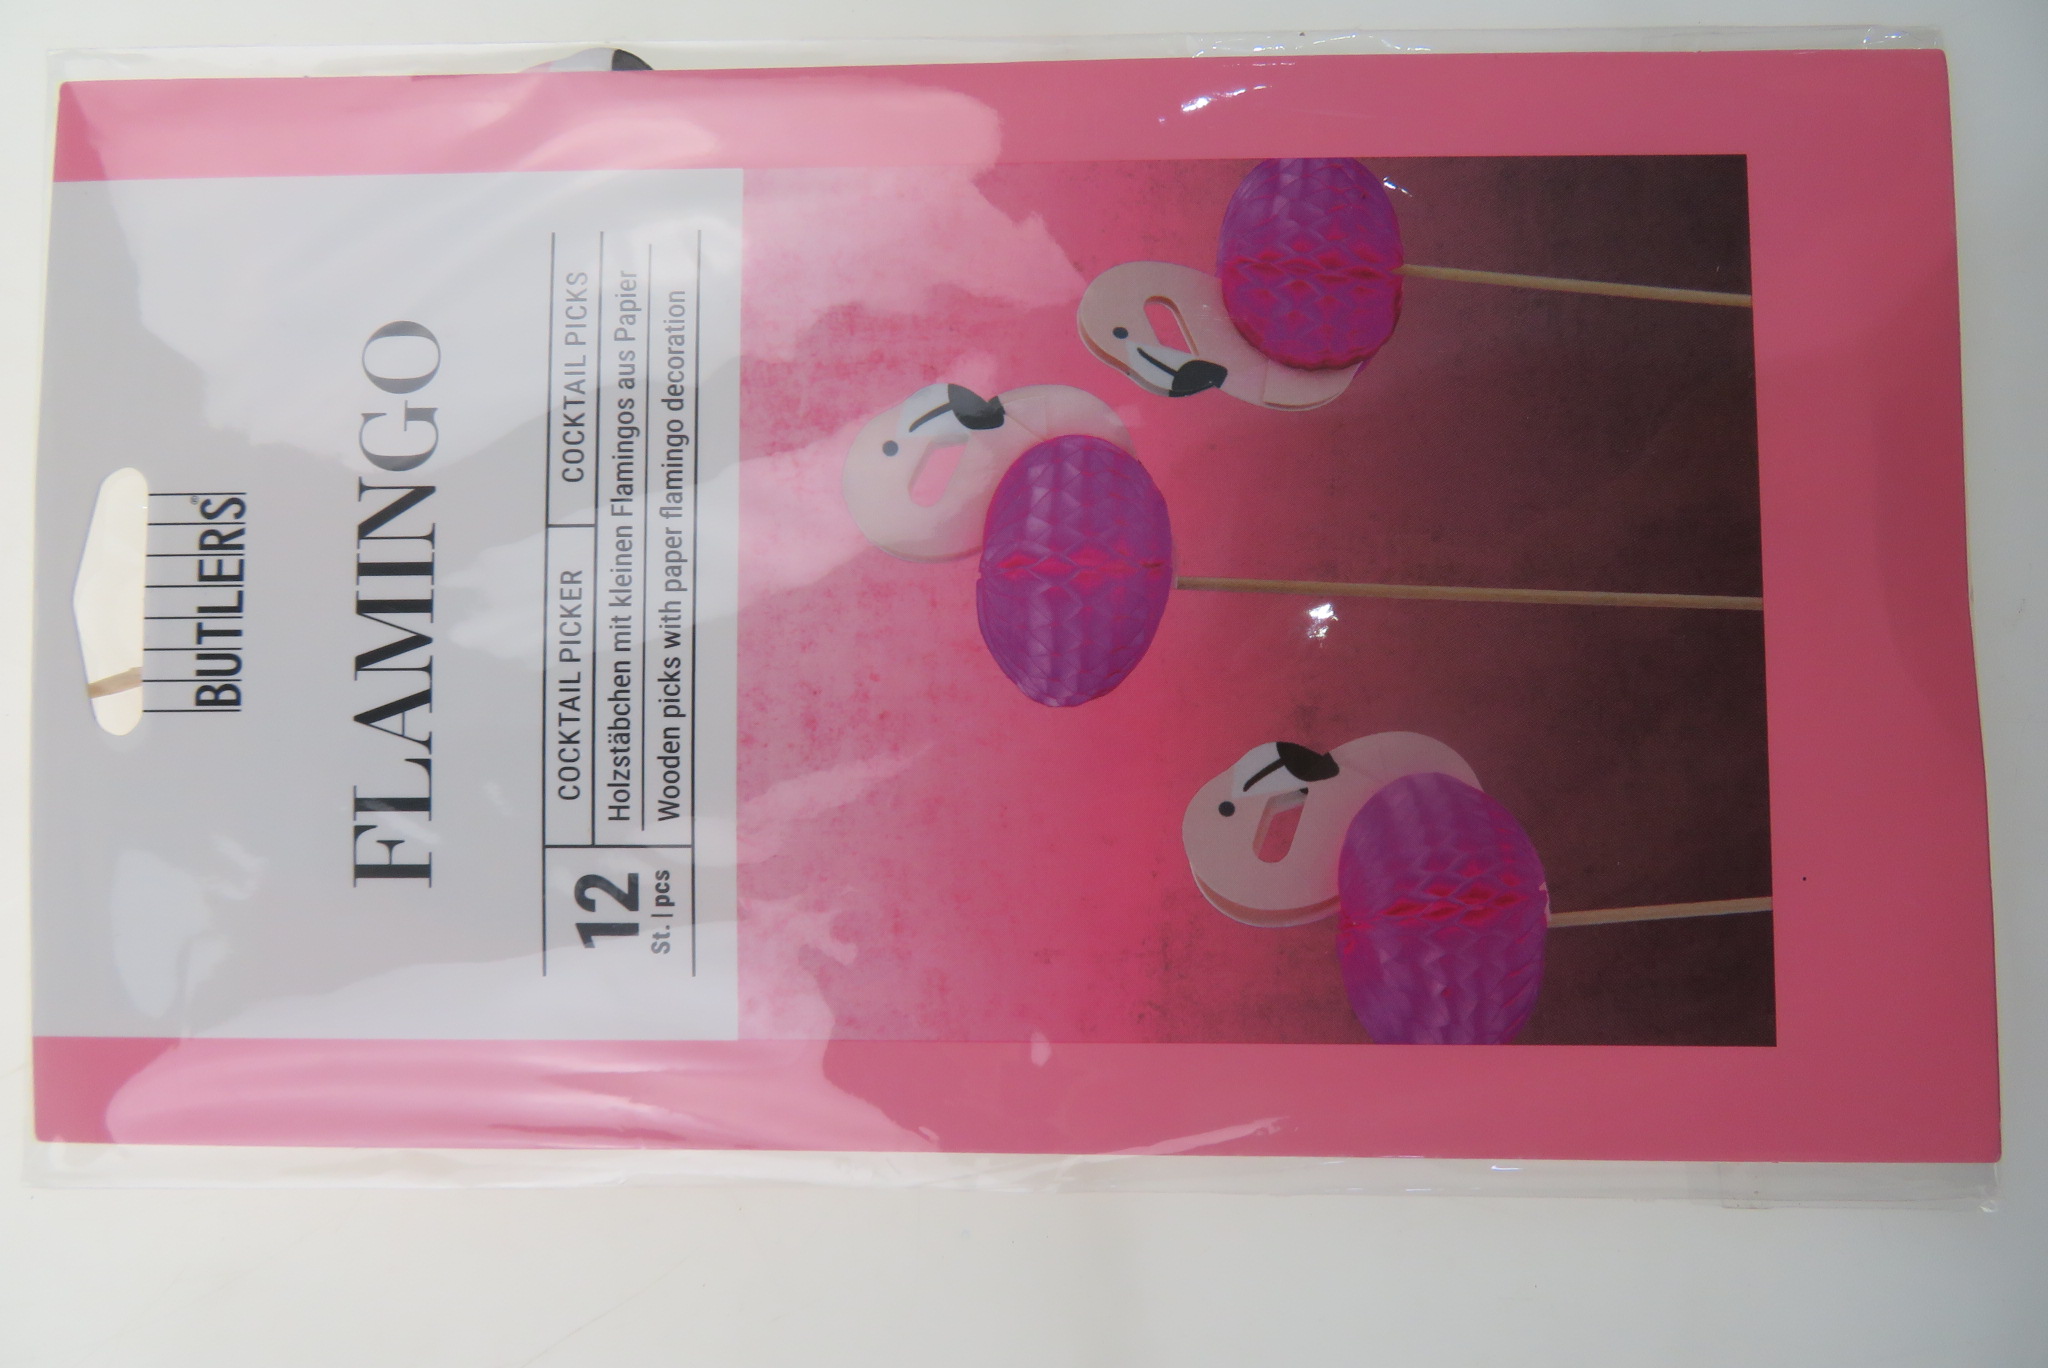 BUTLERS®
FLAMINGO
12
St. | pcs
COCKTAIL PICKER
COCKTAIL PICKS
Holzstäbchen mit kleinen Flamingos aus Papier
Wooden picks with paper flamingo decoration